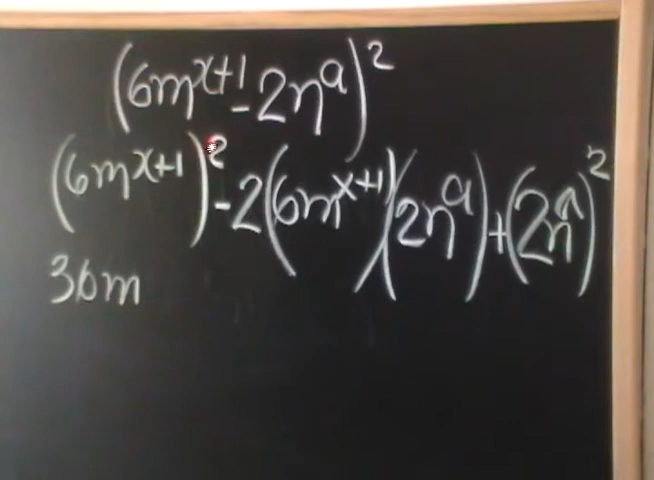 (6m^{x+1} - 2n^a)^2
(6m^{x+1})^2 - 2(6m^{x+1})(2n^a) + (2n^a)^2
36m